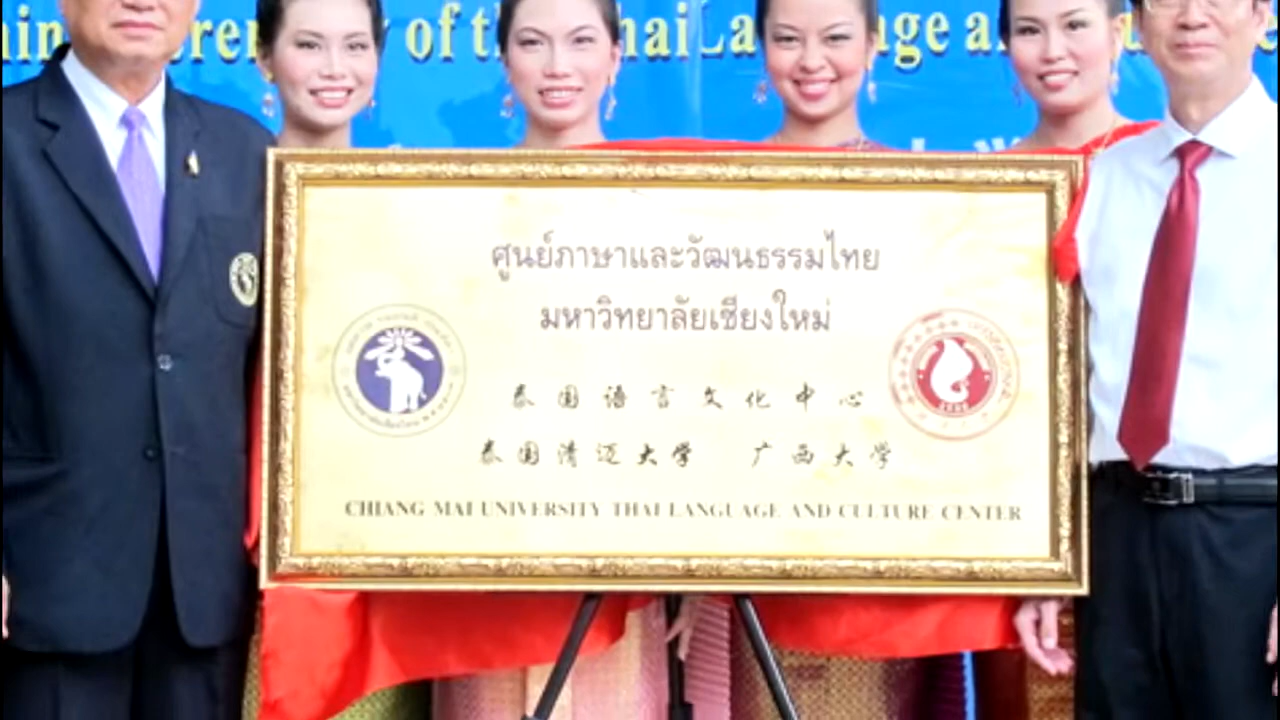 of the Thai Language
ศูนย์ภาษาและวัฒนธรรมไทย
มหาวิทยาลัยเชียงใหม่
泰国语言文化中心
泰国清迈大学 广西大学
CHIANG MAI UNIVERSITY THAI LANGUAGE AND CULTURE CENTER